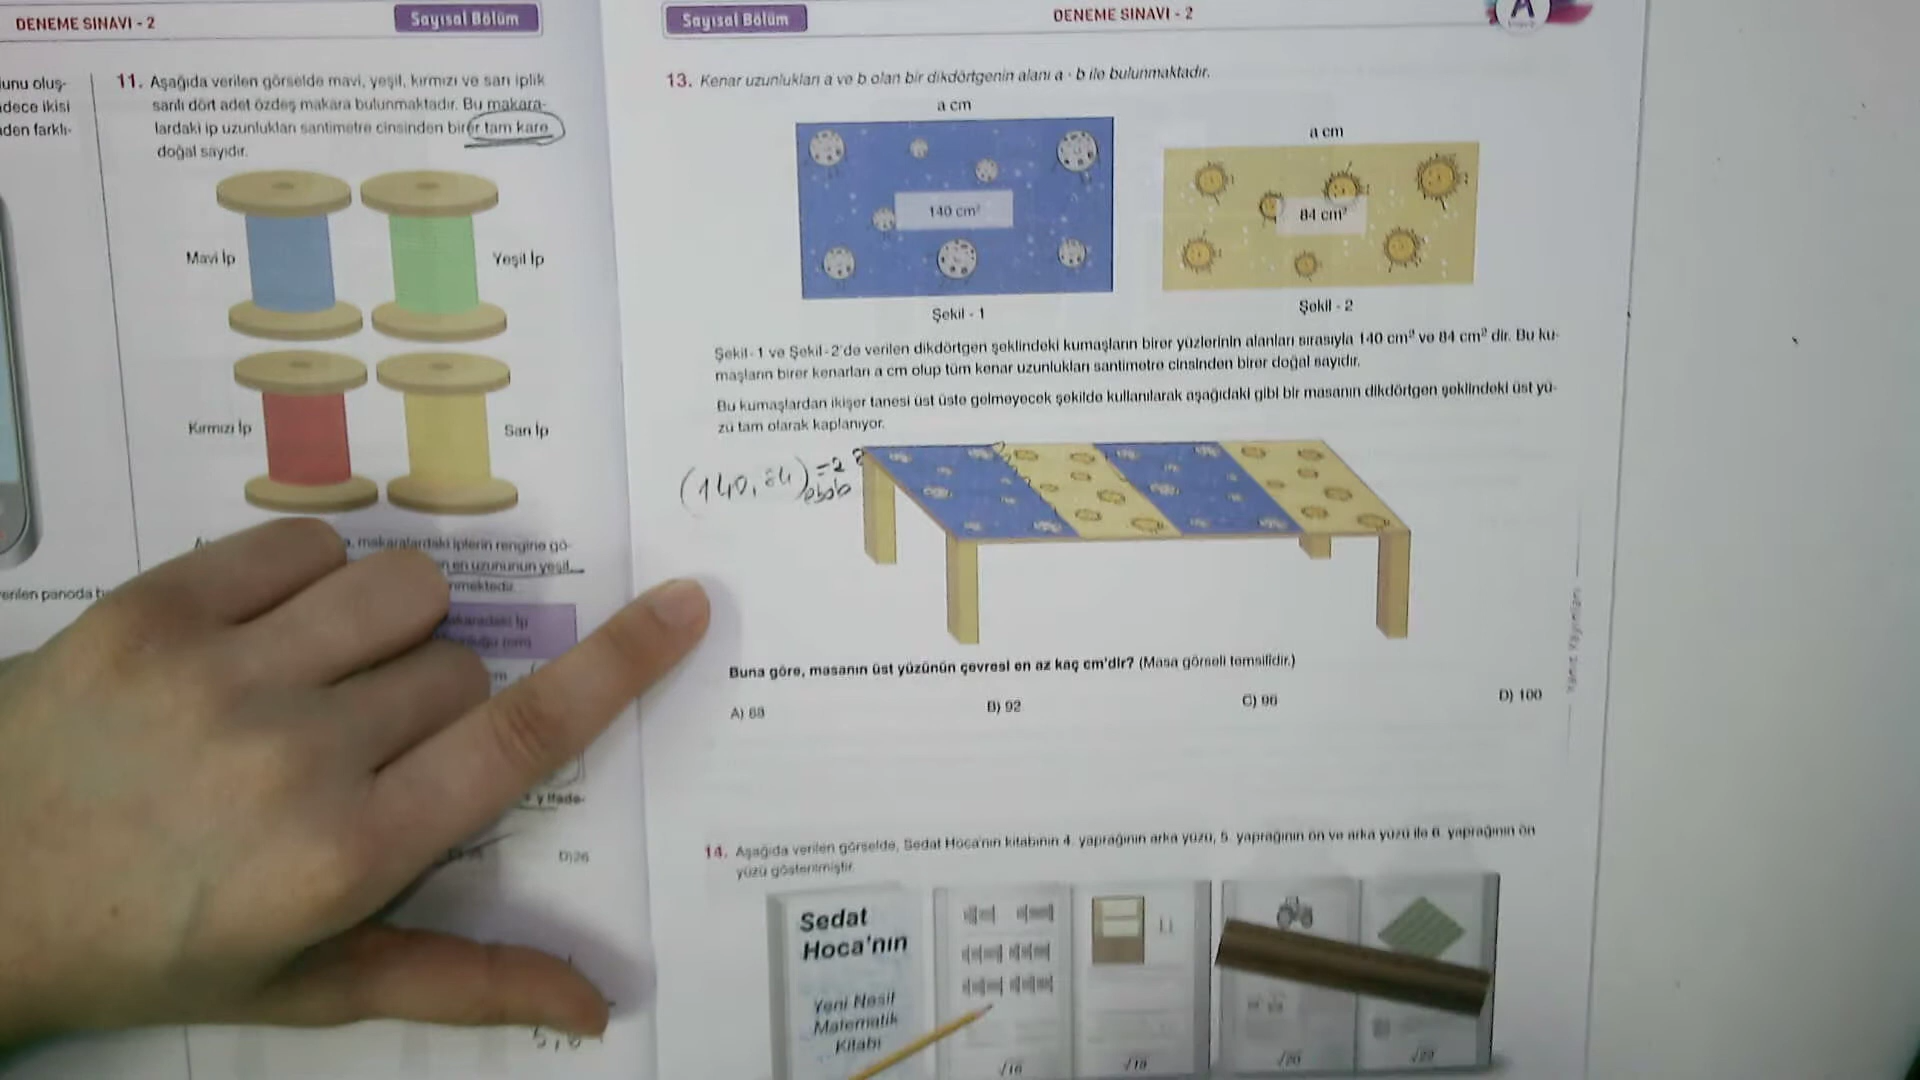 DENEME SINAVI - 2
Sayısal Bölüm
unu oluş-
dece ikisi
den farklı-
11. Aşağıda verilen görselde mavi, yeşil, kırmızı ve sarı iplik
sarılı dört adet özdeş makara bulunmaktadır. Bu makara-
lardaki ip uzunlukları santimetre cinsinden birer tam kare
doğal sayıdır.
Mavi İp
Yeşil İp
Kırmızı İp
Sarı İp
makaralardaki iplerin rengine gö-
en uzununun yeşil
nmektedir.
makaradaki İp
verilen panoda
y ifade-
D) 26
Sayısal Bölüm
DENEME SINAVI - 2
A
13. Kenar uzunlukları a ve b olan bir dikdörtgenin alanı a · b ile bulunmaktadır.
a cm
140 cm²
Şekil - 1
a cm
84 cm²
Şekil - 2
Şekil-1 ve Şekil-2'de verilen dikdörtgen şeklindeki kumaşların birer yüzlerinin alanları sırasıyla 140 cm² ve 84 cm² dir. Bu ku-
maşların birer kenarları a cm olup tüm kenar uzunlukları santimetre cinsinden birer doğal sayıdır.
Bu kumaşlardan ikişer tanesi üst üste gelmeyecek şekilde kullanılarak aşağıdaki gibi bir masanın dikdörtgen şeklindeki üst yü-
zü tam olarak kaplanıyor.
(140, 84) = 2
Buna göre, masanın üst yüzünün çevresi en az kaç cm'dir? (Masa görseli temsilidir.)
A) 88
B) 92
C) 96
D) 100
Yayınları
14. Aşağıda verilen görselde, Sedat Hoca'nın kitabının 4. yaprağının arka yüzü, 5. yaprağının ön ve arka yüzü ile 6. yaprağının ön
yüzü gösterilmiştir.
Sedat
Hoca'nın
Yeni Nesil
Matematik
Kitabı